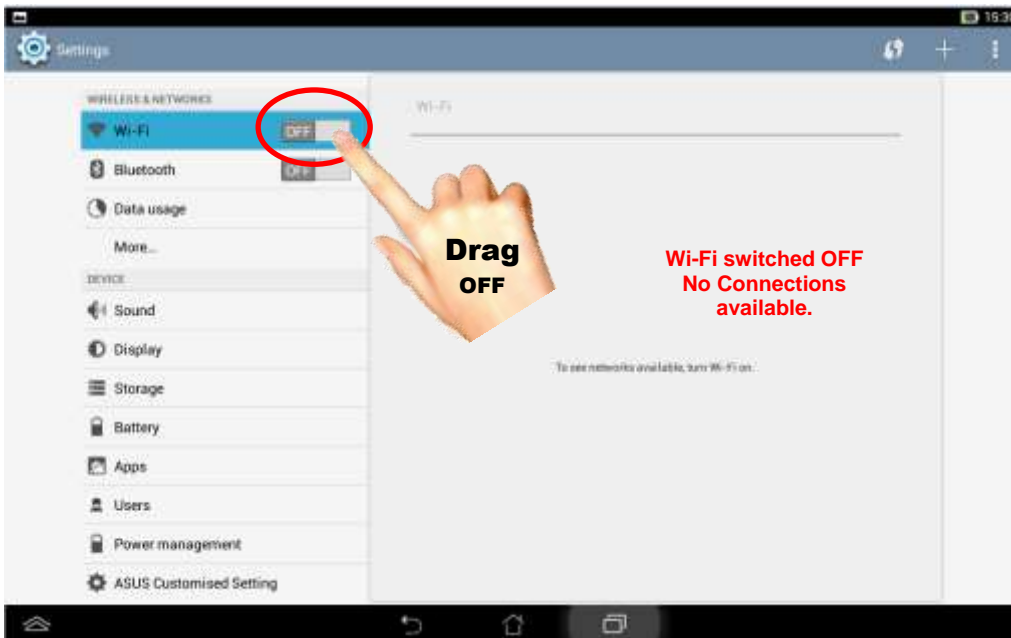 19:3
Settings
WIRELESS & NETWORKS
Wi-Fi
OFF
Wi-Fi
Bluetooth
OFF
Data usage
More...
DEVICE
Sound
Display
Storage
Battery
Apps
Users
Power management
ASUS Customised Setting
Drag
OFF
Wi-Fi switched OFF
No Connections
available.
To see networks available, turn Wi-Fi on.